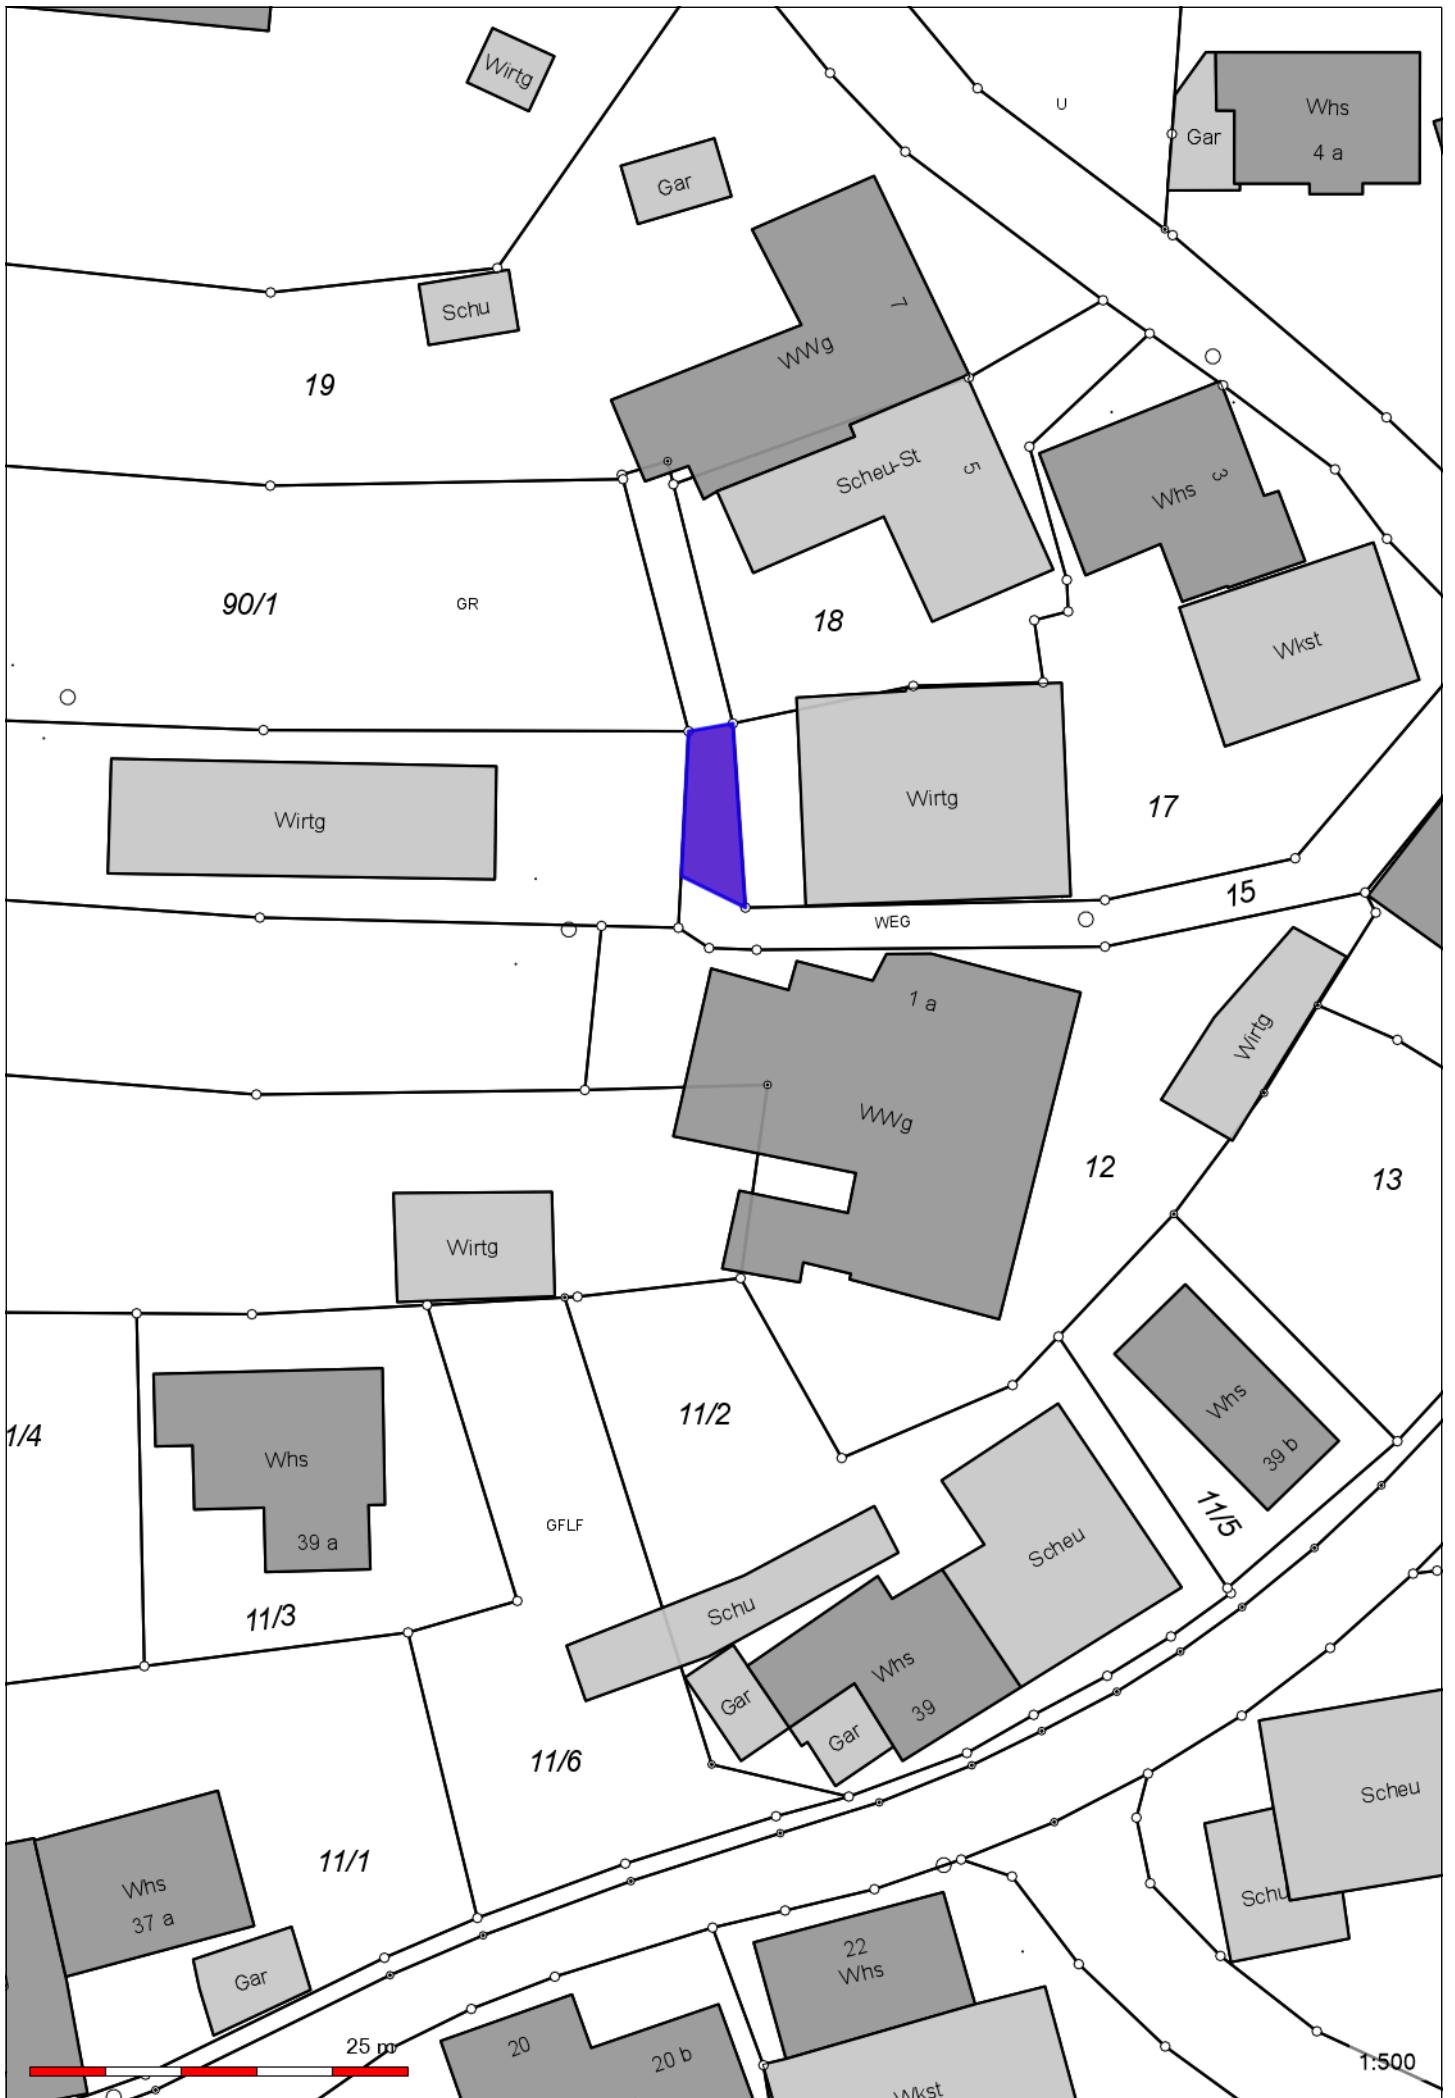 Wirtg
U
Whs
Gar
4 a
Gar
7
Schu
WWg
19
Scheu-St
5
Whs
3
90/1
GR
18
Wkst
Wirtg
Wirtg
17
15
WEG
1 a
Wirtg
WWg
12
13
Wirtg
Whs
39 b
11/2
1/4
Whs
39 a
11/5
GFLF
Scheu
11/3
Schu
Whs
39
Gar
Gar
11/6
Scheu
11/1
Whs
37 a
Schu
22
Whs
Gar
25 m
20
20 b
1:500
Wkst